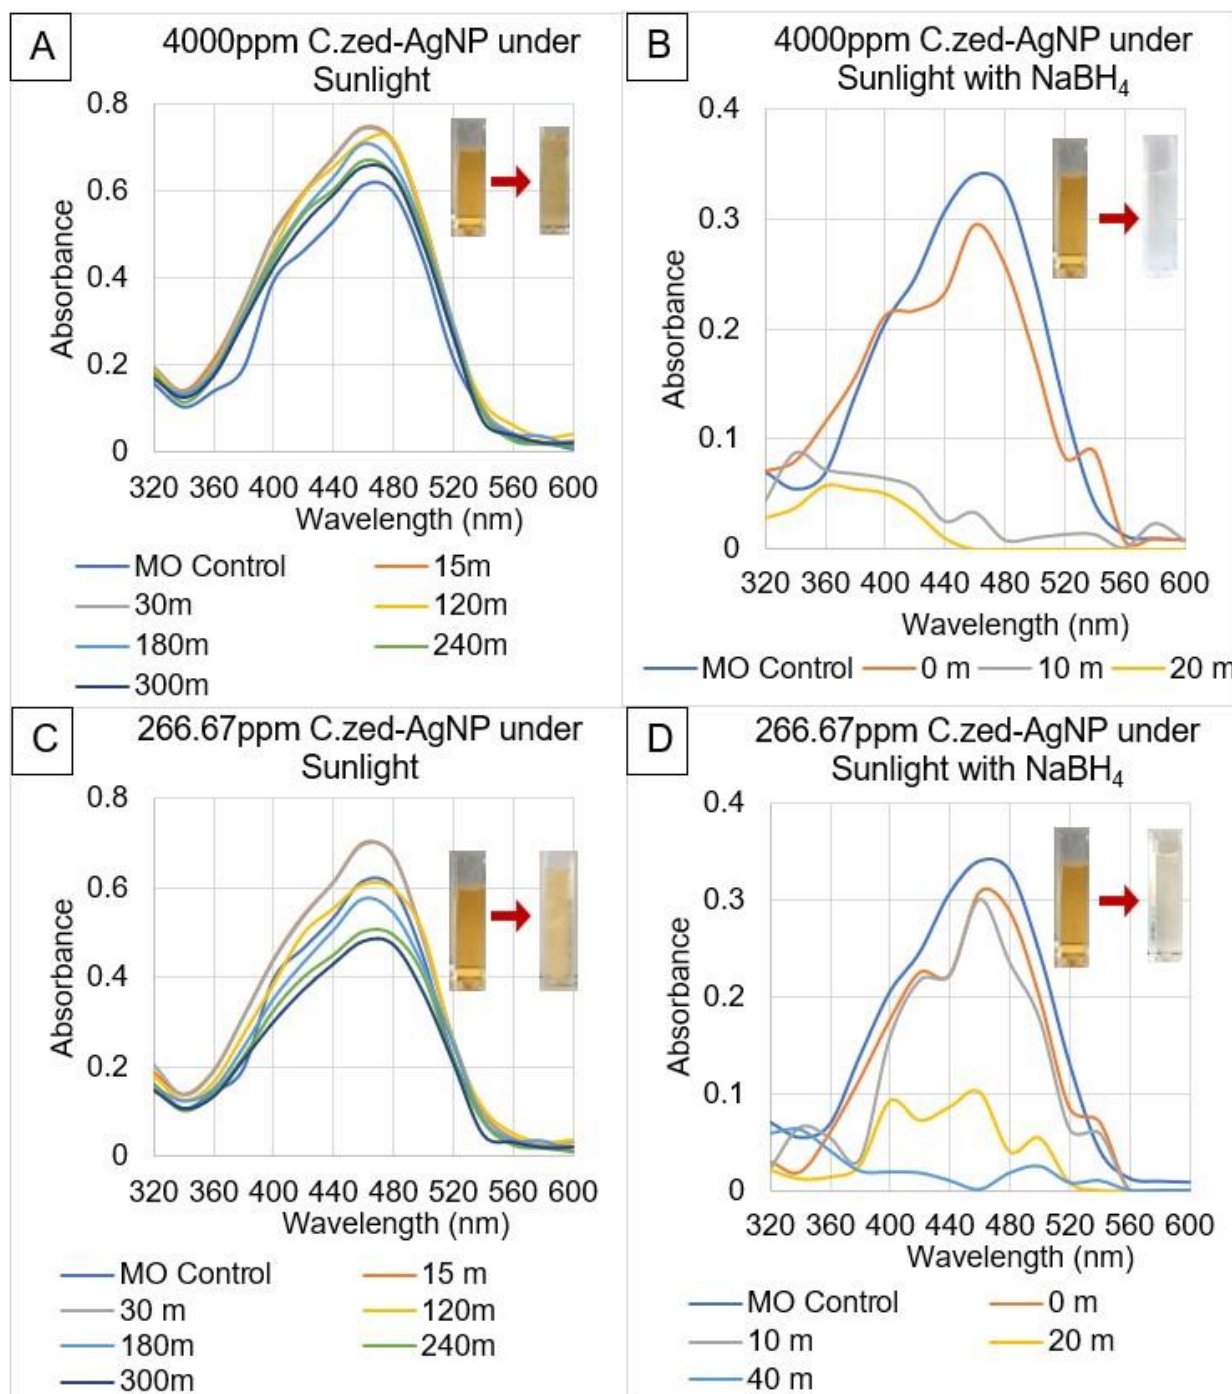 A
4000ppm C.zed-AgNP under
Sunlight
0.8
0.6
0.4
0.2
0
Absorbance
320 360 400 440 480 520 560 600
Wavelength (nm)
MO Control 15m
30m 120m
180m 240m
300m
B
4000ppm C.zed-AgNP under
Sunlight with NaBH₄
0.4
0.3
0.2
0.1
0
Absorbance
320 360 400 440 480 520 560 600
Wavelength (nm)
MO Control 0 m 10 m 20 m
C
266.67ppm C.zed-AgNP under
Sunlight
0.8
0.6
0.4
0.2
0
Absorbance
320 360 400 440 480 520 560 600
Wavelength (nm)
MO Control 15 m
30 m 120m
180m 240m
300m
D
266.67ppm C.zed-AgNP under
Sunlight with NaBH₄
0.4
0.3
0.2
0.1
0
Absorbance
320 360 400 440 480 520 560 600
Wavelength (nm)
MO Control 0 m
10 m 20 m
40 m